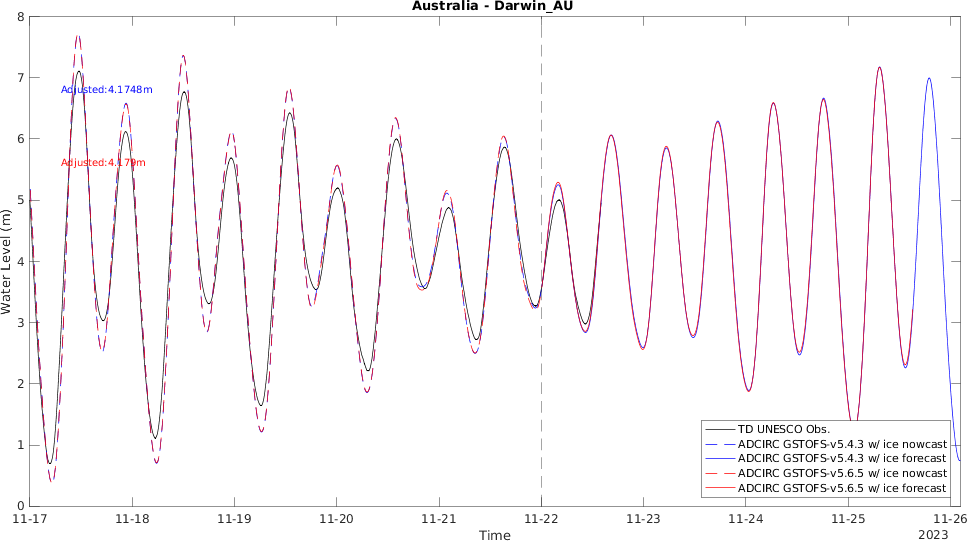 Australia - Darwin_AU
8
7
6
5
4
3
2
1
0
Water Level (m)
Adjusted:4.1748m
Adjusted:4.179m
TD UNESCO Obs.
ADCIRC GSTOFS-v5.4.3 w/ ice nowcast
ADCIRC GSTOFS-v5.4.3 w/ ice forecast
ADCIRC GSTOFS-v5.6.5 w/ ice nowcast
ADCIRC GSTOFS-v5.6.5 w/ ice forecast
11-17 11-18 11-19 11-20 11-21 11-22 11-23 11-24 11-25 11-26
Time
2023